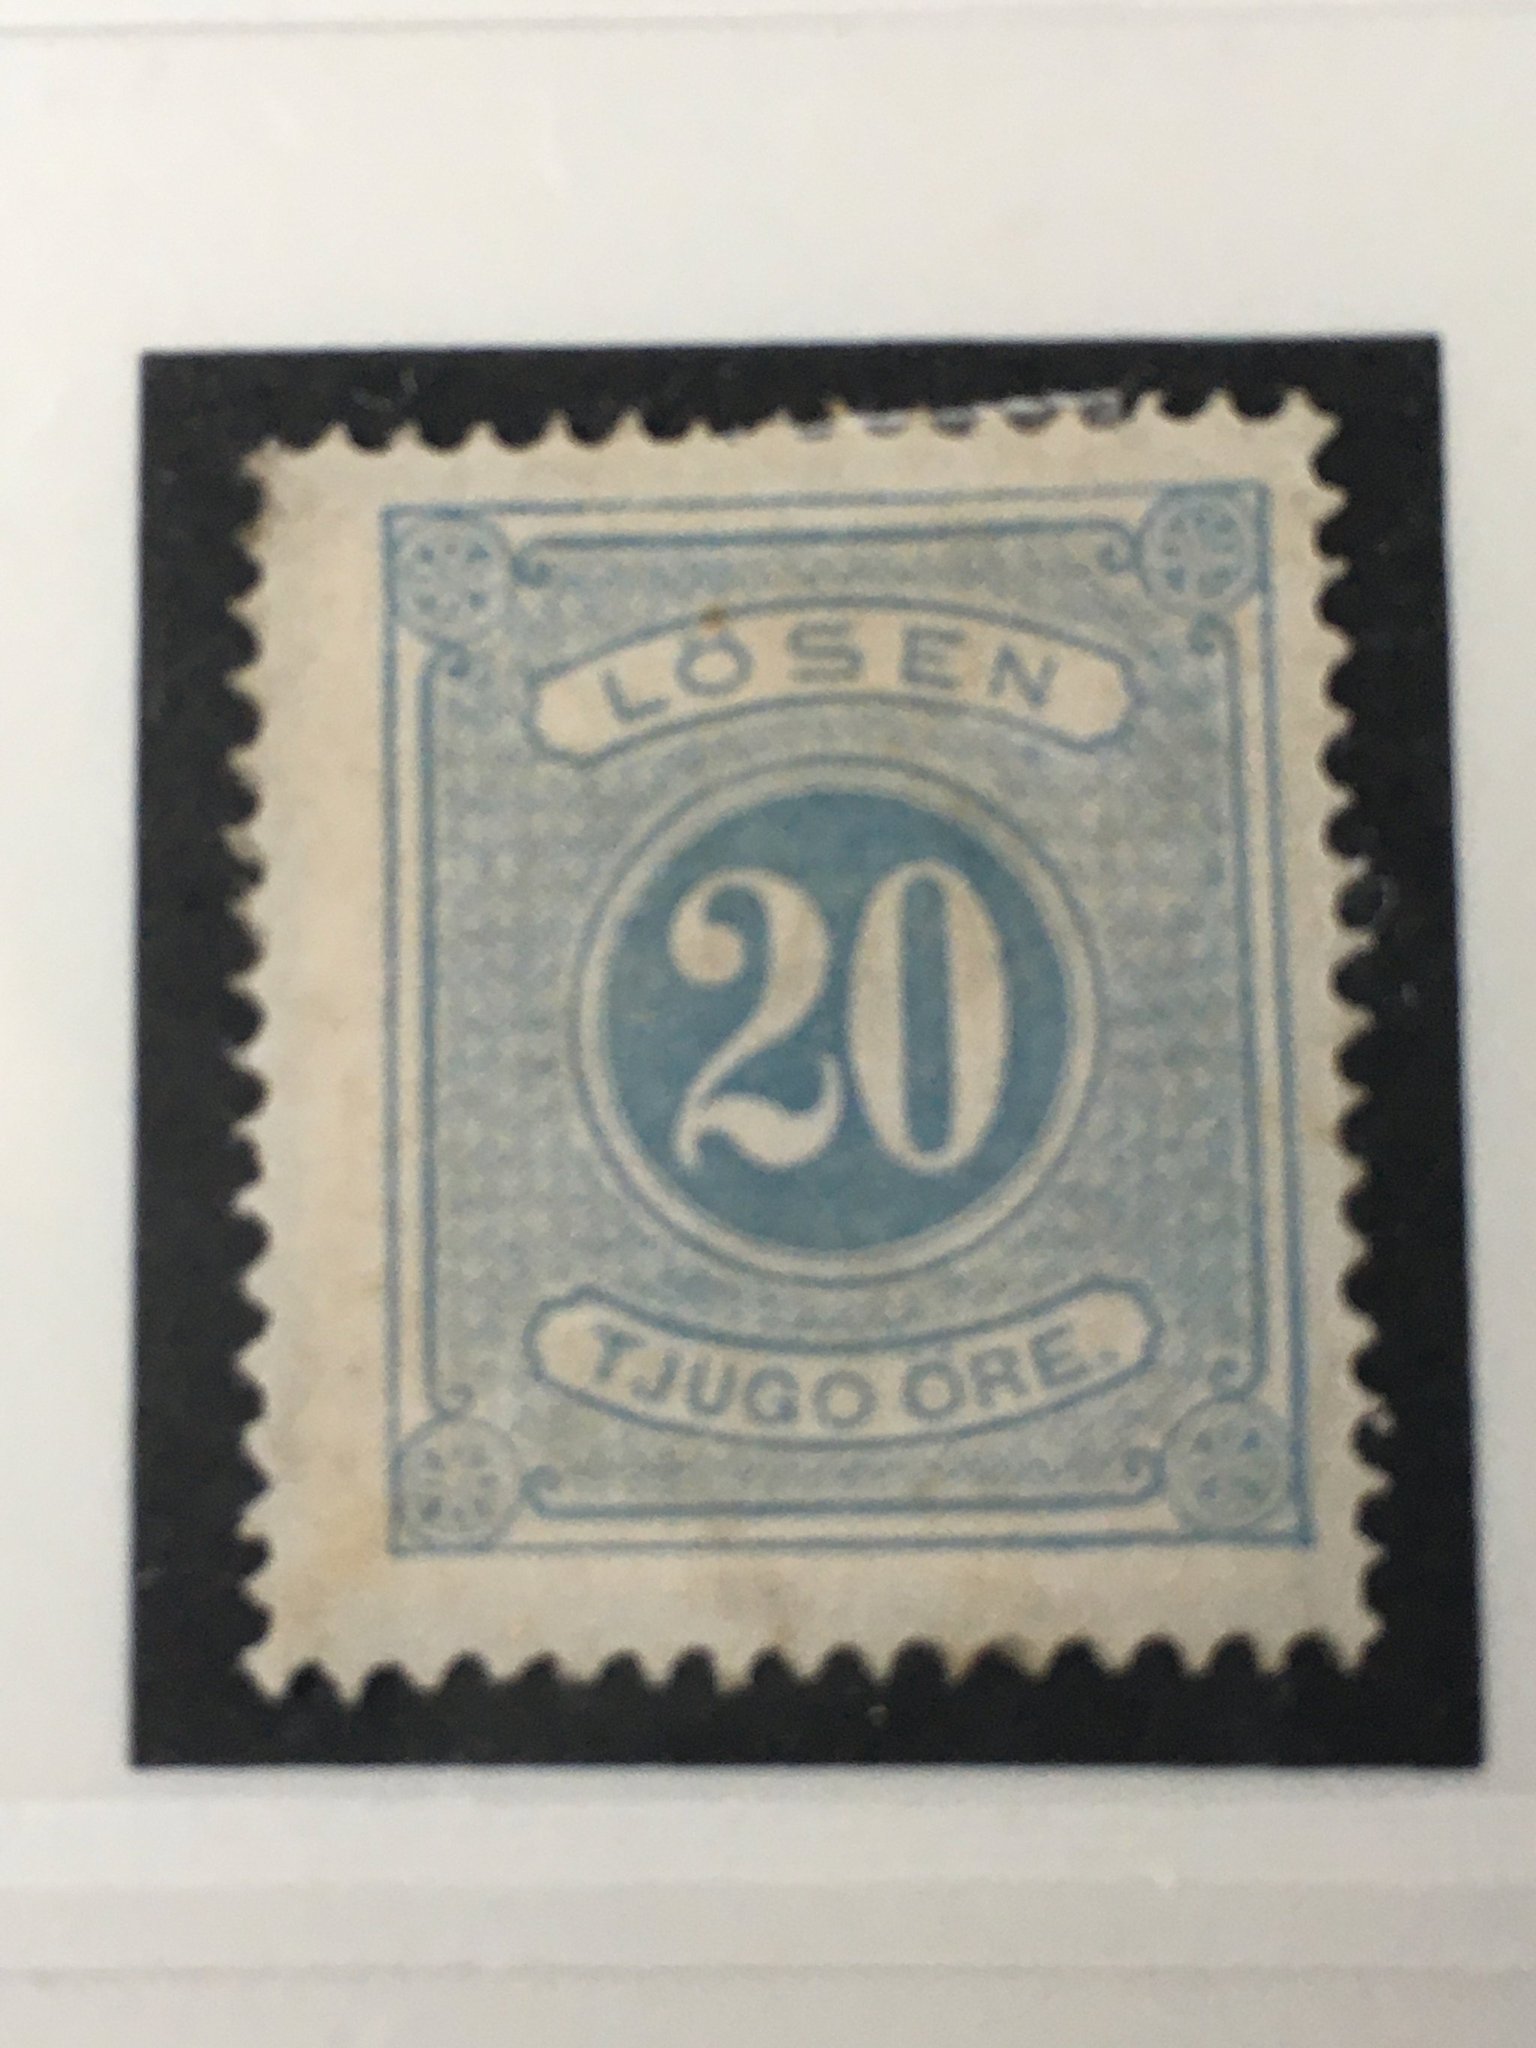 LÖSEN
20
TJUGO ÖRE.